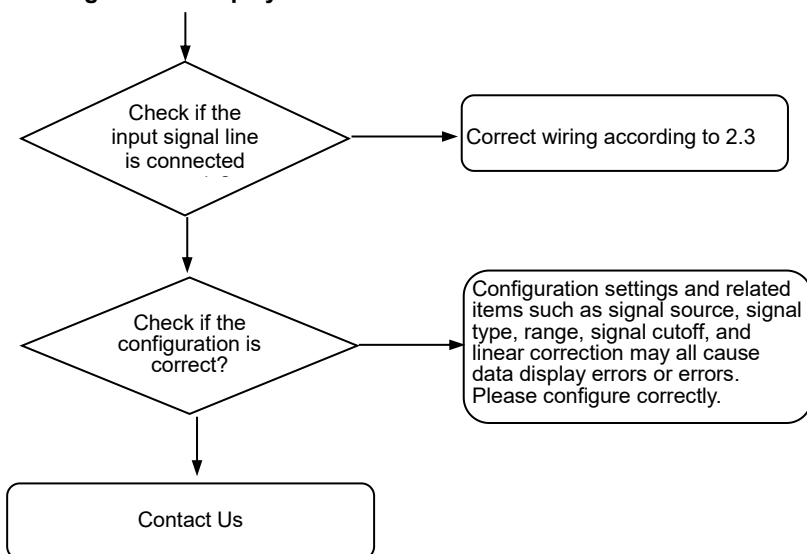 Check if the
input signal line
is connected
Correct wiring according to 2.3
Check if the
configuration is
correct?
Configuration settings and related
items such as signal source, signal
type, range, signal cutoff, and
linear correction may all cause
data display errors or errors.
Please configure correctly.
Contact Us